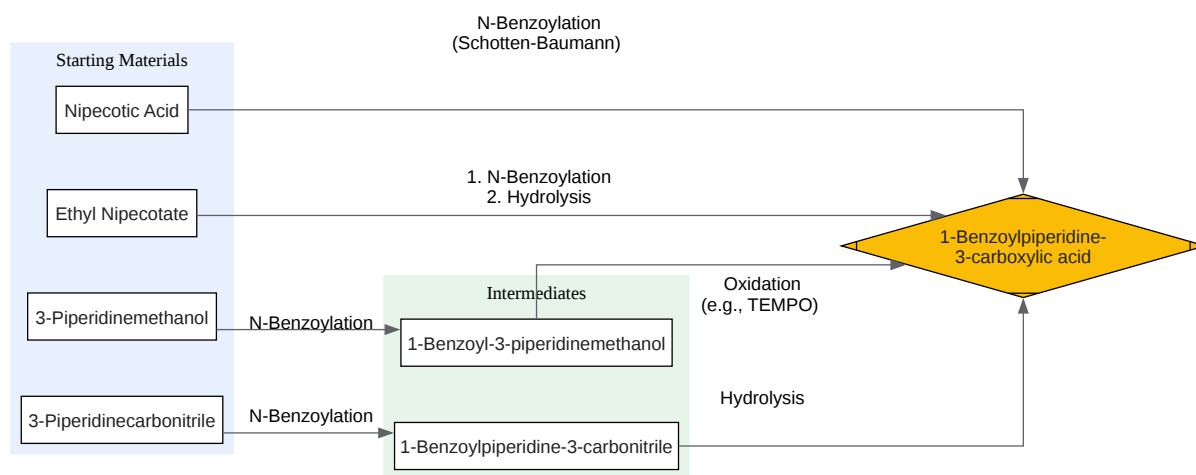 N-Benzoylation
(Schotten-Baumann)
Starting Materials
Nipecotic Acid
1. N-Benzoylation
2. Hydrolysis
Ethyl Nipecotate
1-Benzoylpiperidine-
3-carboxylic acid
Intermediates
Oxidation
(e.g., TEMPO)
3-Piperidinemethanol
N-Benzoylation
1-Benzoyl-3-piperidinemethanol
Hydrolysis
3-Piperidinecarbonitrile
N-Benzoylation
1-Benzoylpiperidine-3-carbonitrile